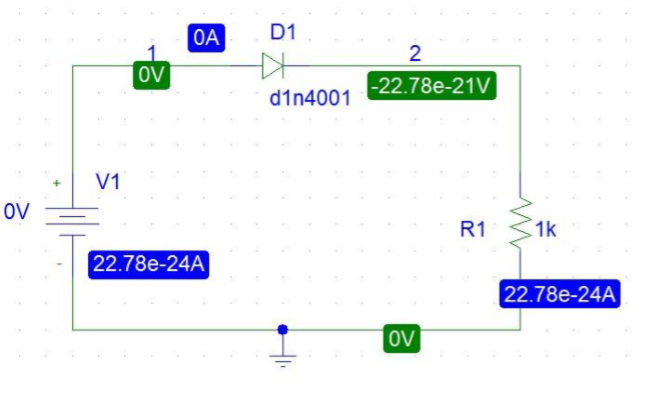 0A
D1
1
2
0V
d1n4001
-22.78e-21V
+
V1
0V
R1
1k
-
22.78e-24A
22.78e-24A
0V